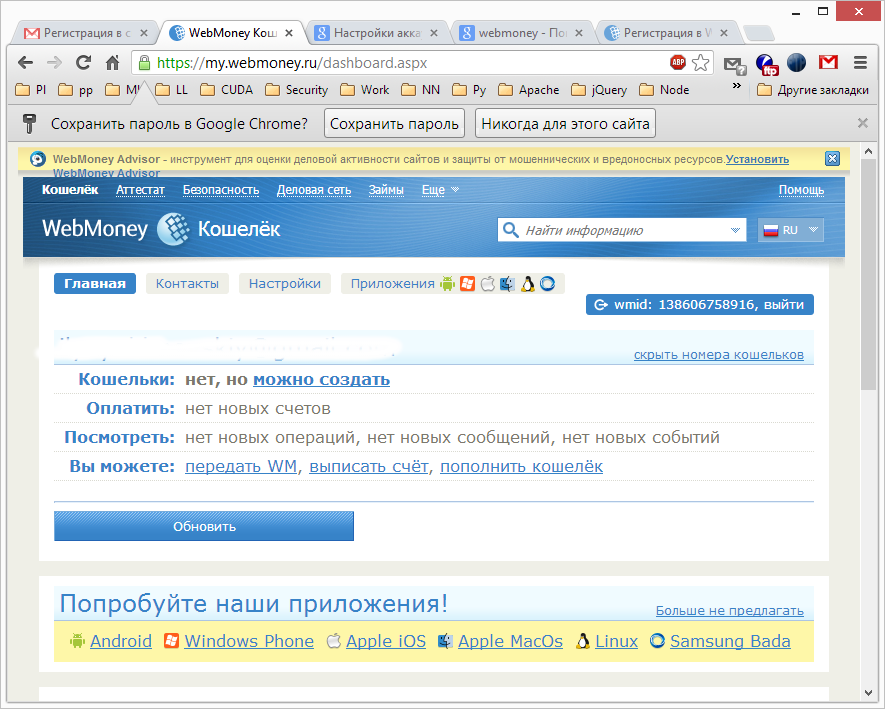 Регистрация в с
WebMoney Кош
Настройки акка
webmoney - По
Регистрация в W
https://my.webmoney.ru/dashboard.aspx
ABP
PI
pp
LL
CUDA
Security
Work
NN
Py
Apache
jQuery
Node
»
Другие закладки
Сохранить пароль в Google Chrome?
Сохранить пароль
Никогда для этого сайта
WebMoney Advisor - инструмент для оценки деловой активности сайтов и защиты от мошеннических и вредоносных ресурсов.Установить
WebMoney Advisor
Кошелёк Аттестат Безопасность Деловая сеть Займы Еще Помощь
WebMoney Кошелёк
Найти информацию
RU
Главная Контакты Настройки Приложения
wmid: 138606758916, выйти
скрыть номера кошельков
Кошельки: нет, но можно создать
Оплатить: нет новых счетов
Посмотреть: нет новых операций, нет новых сообщений, нет новых событий
Вы можете: передать WM, выписать счёт, пополнить кошелёк
Обновить
Попробуйте наши приложения!
Больше не предлагать
Android Windows Phone Apple iOS Apple MacOs Linux Samsung Bada